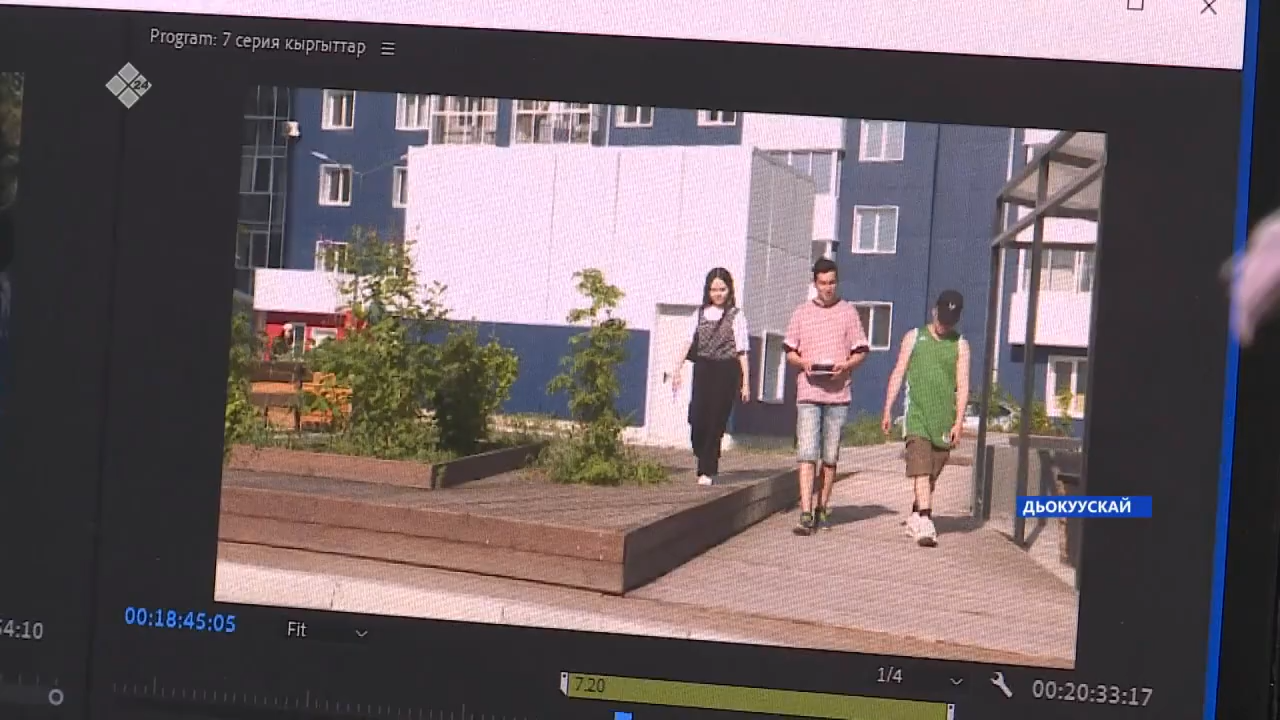 Program: 7 серия кыргыттар
24
ДЬОКУУСКАЙ
54:10
00:18:45:05
Fit
1/4
7.20
00:20:33:17